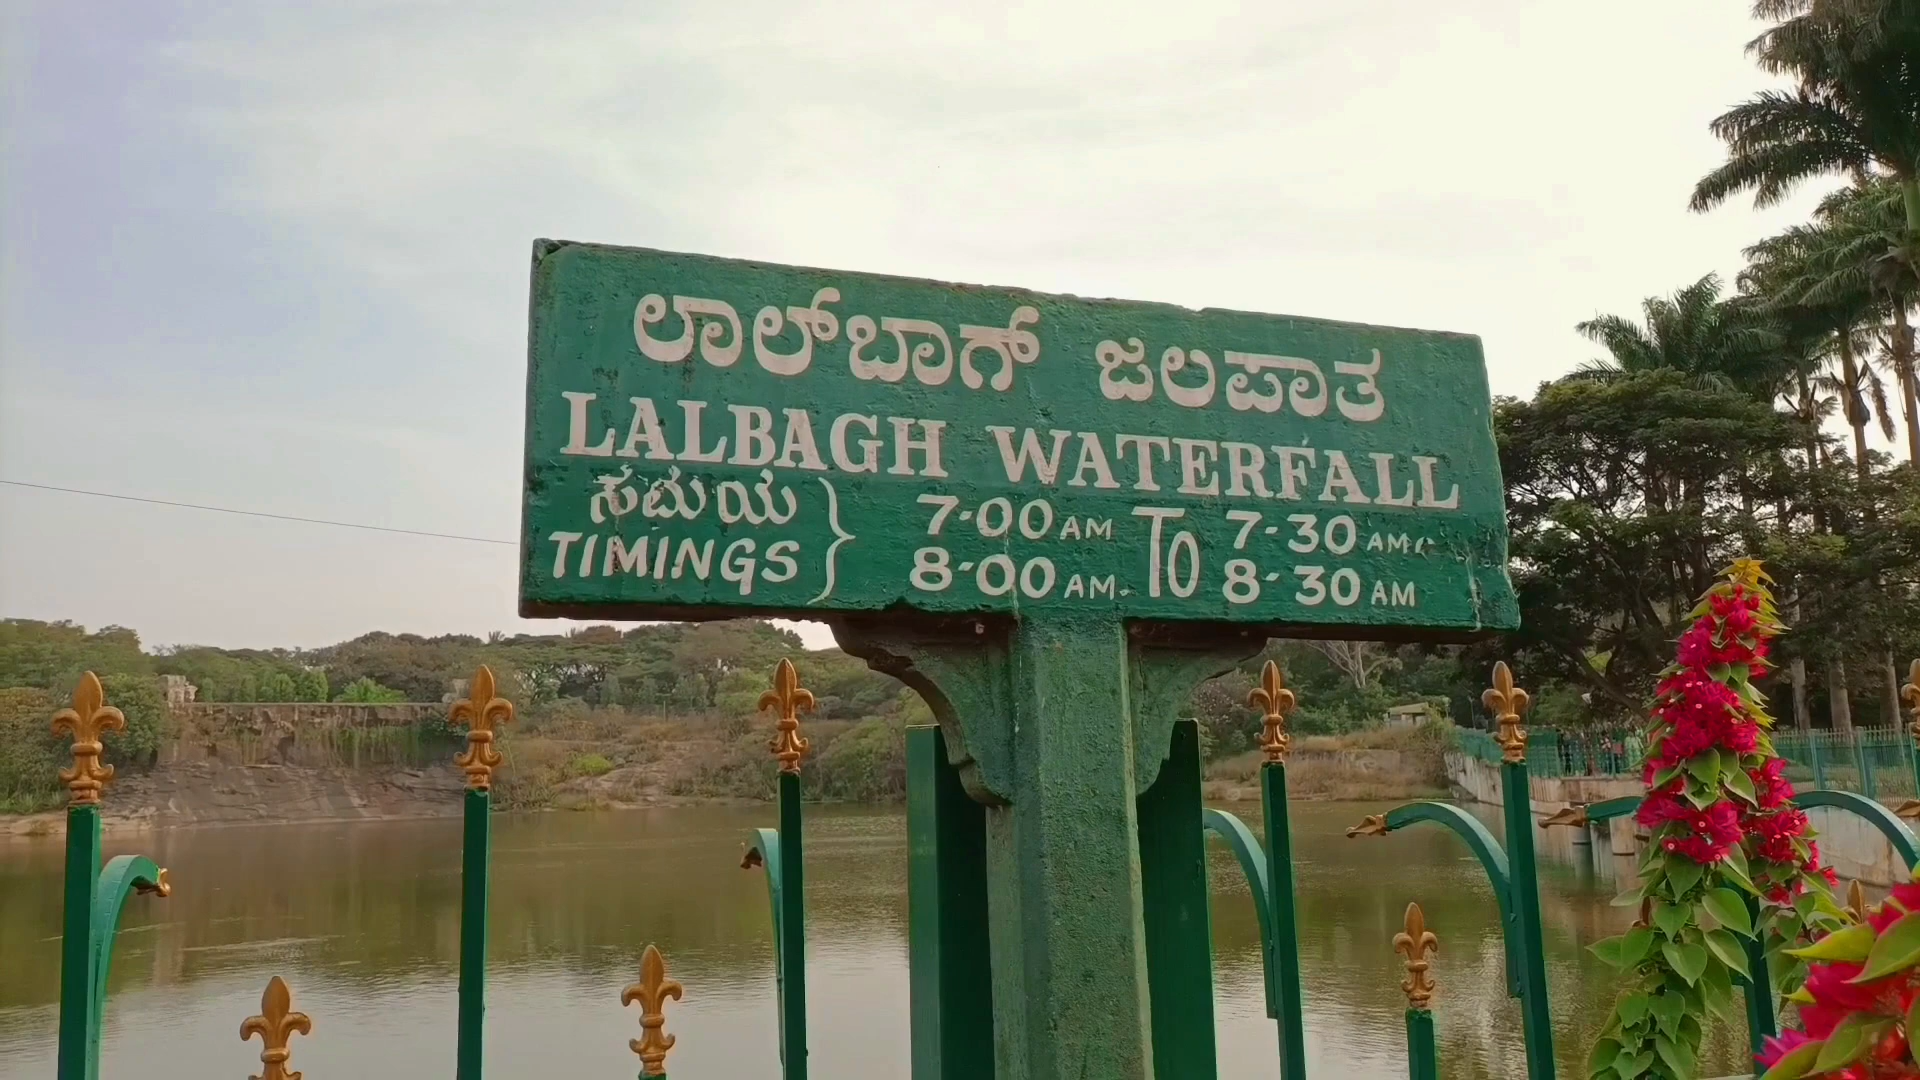 ಲಾಲ್‌ಬಾಗ್ ಜಲಪಾತ
LALBAGH WATERFALL
ಸಮಯ
TIMINGS
7-00 AM TO 7-30 AM
8-00 AM. TO 8-30 AM